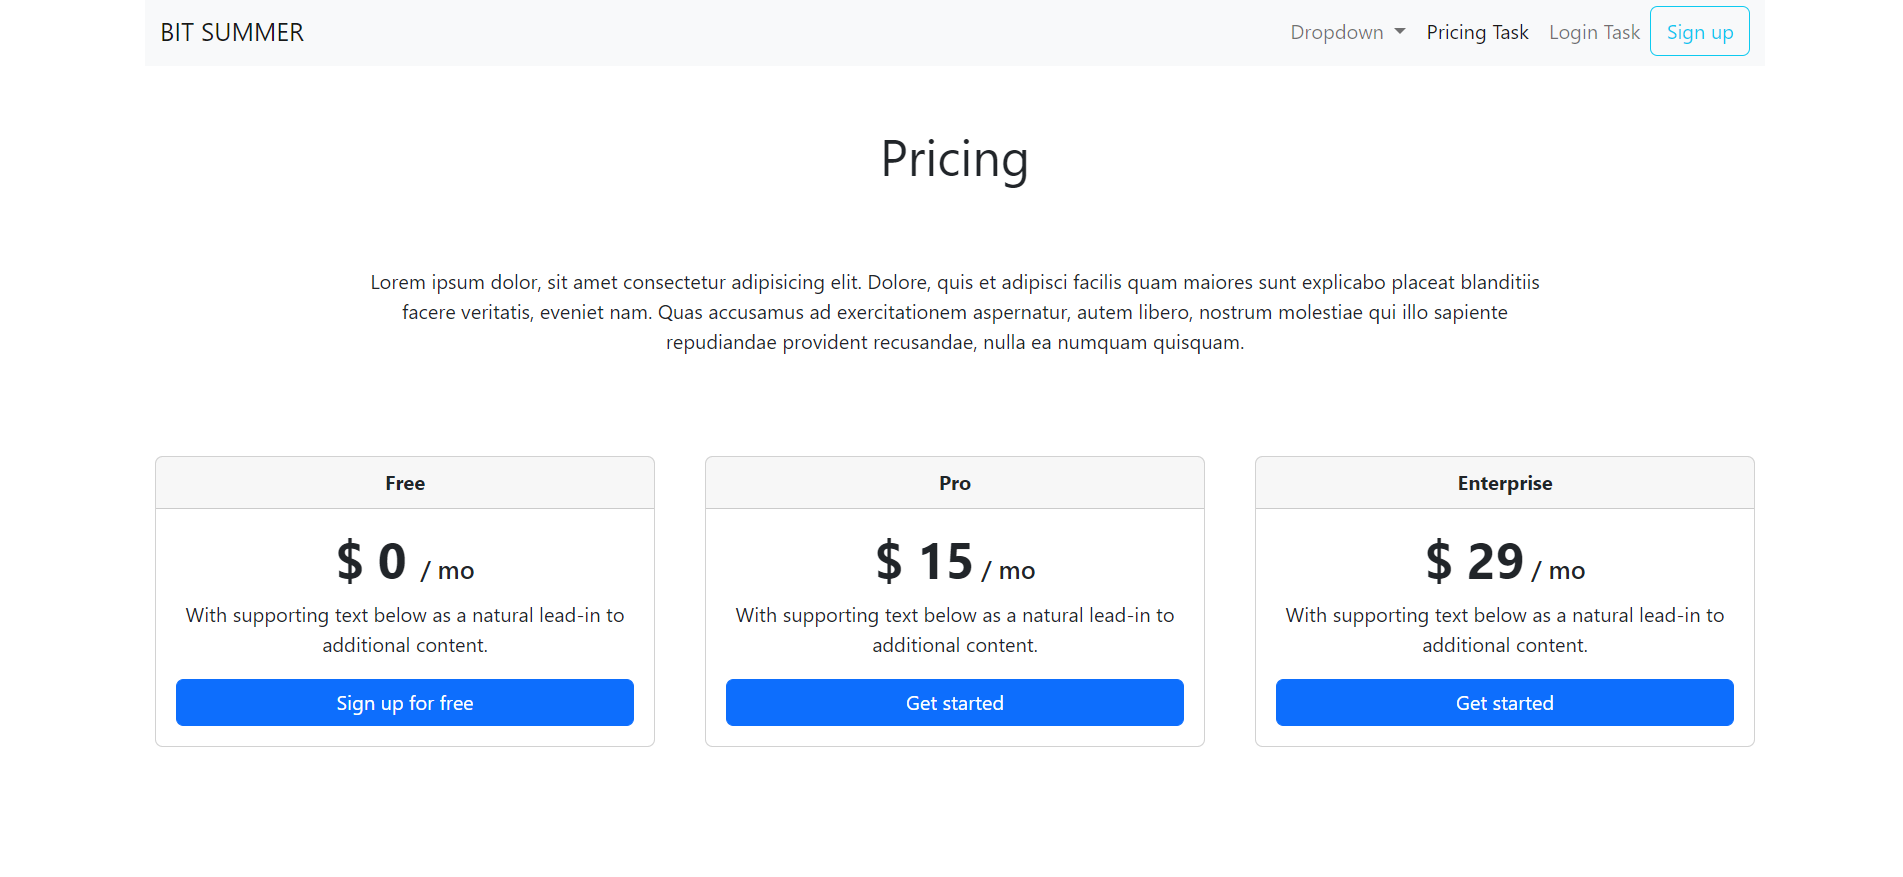 BIT SUMMER
Dropdown
Pricing Task
Login Task
Sign up
Pricing
Lorem ipsum dolor, sit amet consectetur adipisicing elit. Dolore, quis et adipisci facilis quam maiores sunt explicabo placeat blanditiis
facere veritatis, eveniet nam. Quas accusamus ad exercitationem aspernatur, autem libero, nostrum molestiae qui illo sapiente
repudiandae provident recusandae, nulla ea numquam quisquam.
Free
$ 0 / mo
With supporting text below as a natural lead-in to
additional content.
Sign up for free
Pro
$ 15 / mo
With supporting text below as a natural lead-in to
additional content.
Get started
Enterprise
$ 29 / mo
With supporting text below as a natural lead-in to
additional content.
Get started